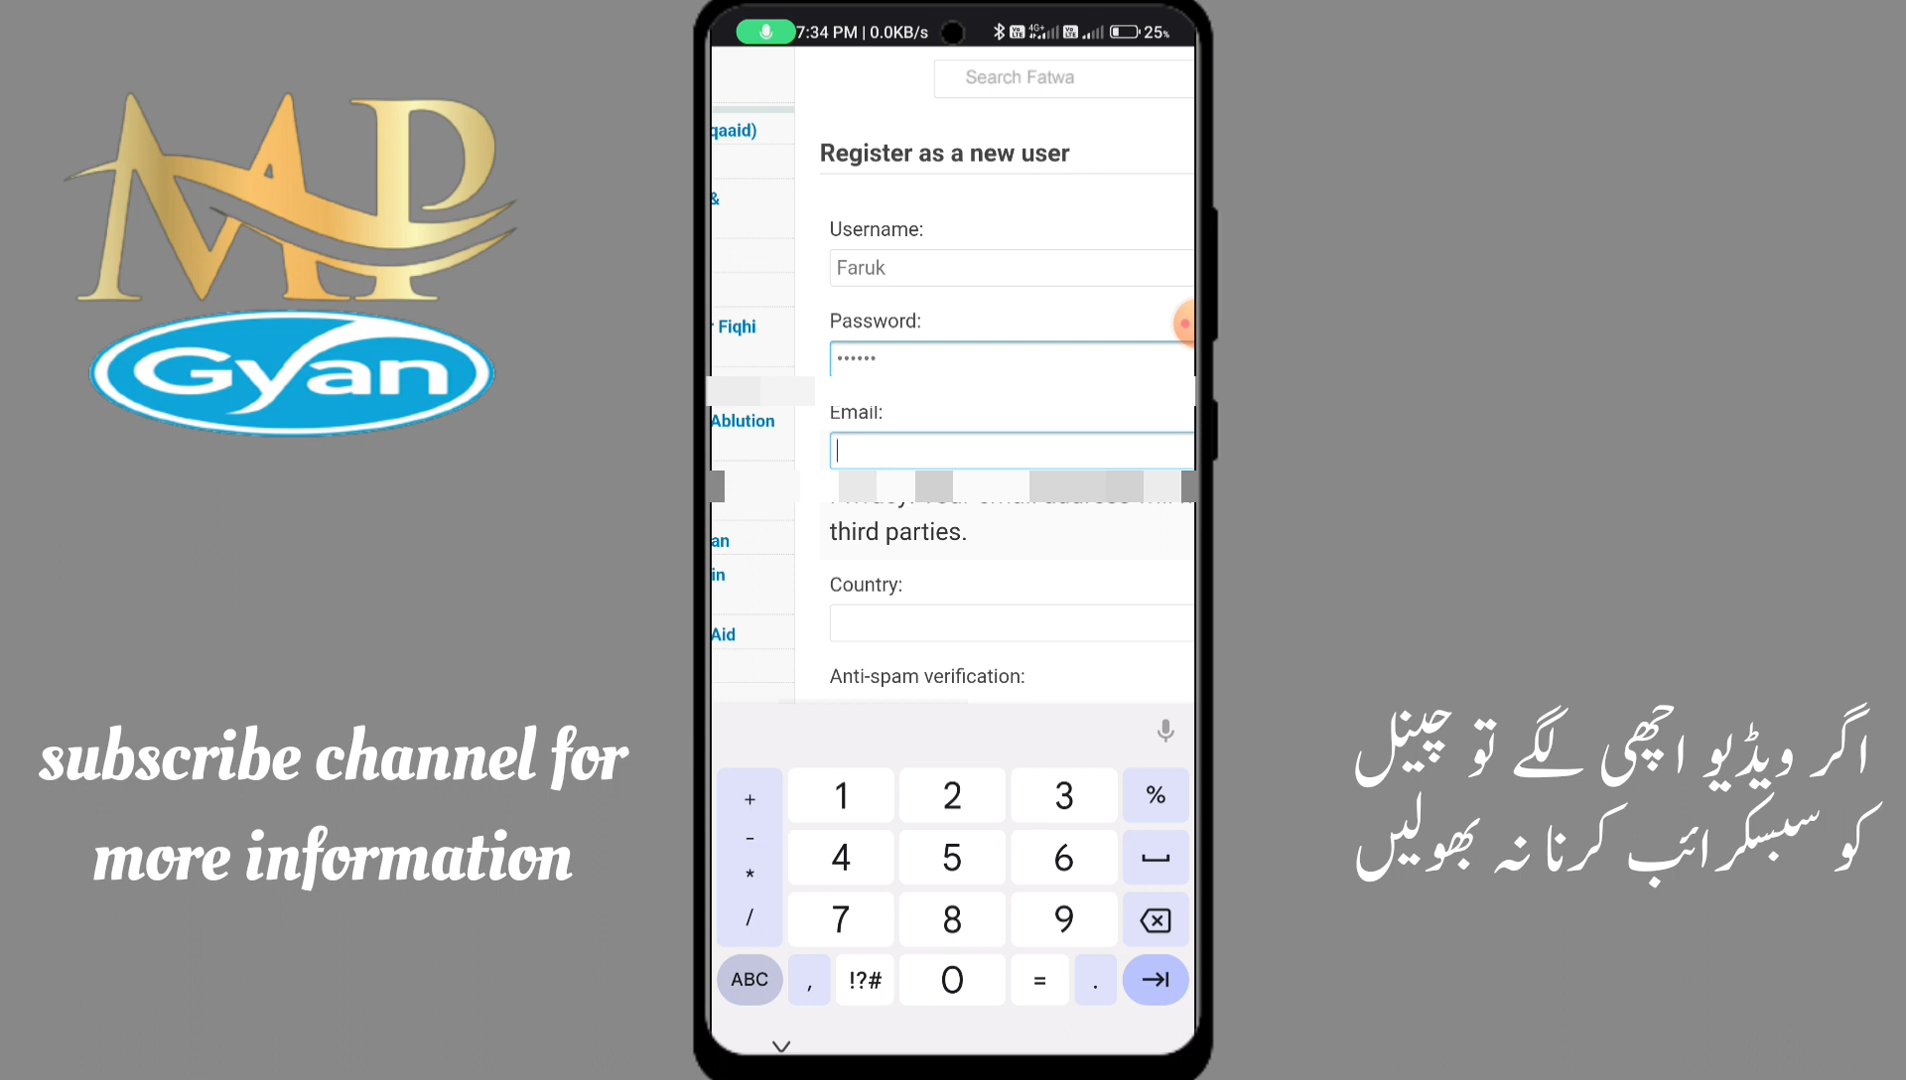 MP
Gyan
subscribe channel for
more information
7:34 PM | 0.0KB/s
4G+
25%
Search Fatwa
qaaid)
&
Fiqhi
Ablution
an
in
Aid
Register as a new user
Username:
Faruk
Password:
••••••
Email:
third parties.
Country:
Anti-spam verification:
+ 1 2 3 %
- 4 5 6
*
/ 7 8 9
ABC , !?# 0 = .
اگر ویڈیو اچھی لگے تو چینل
کو سبسکرائب کرنا نہ بھولیں